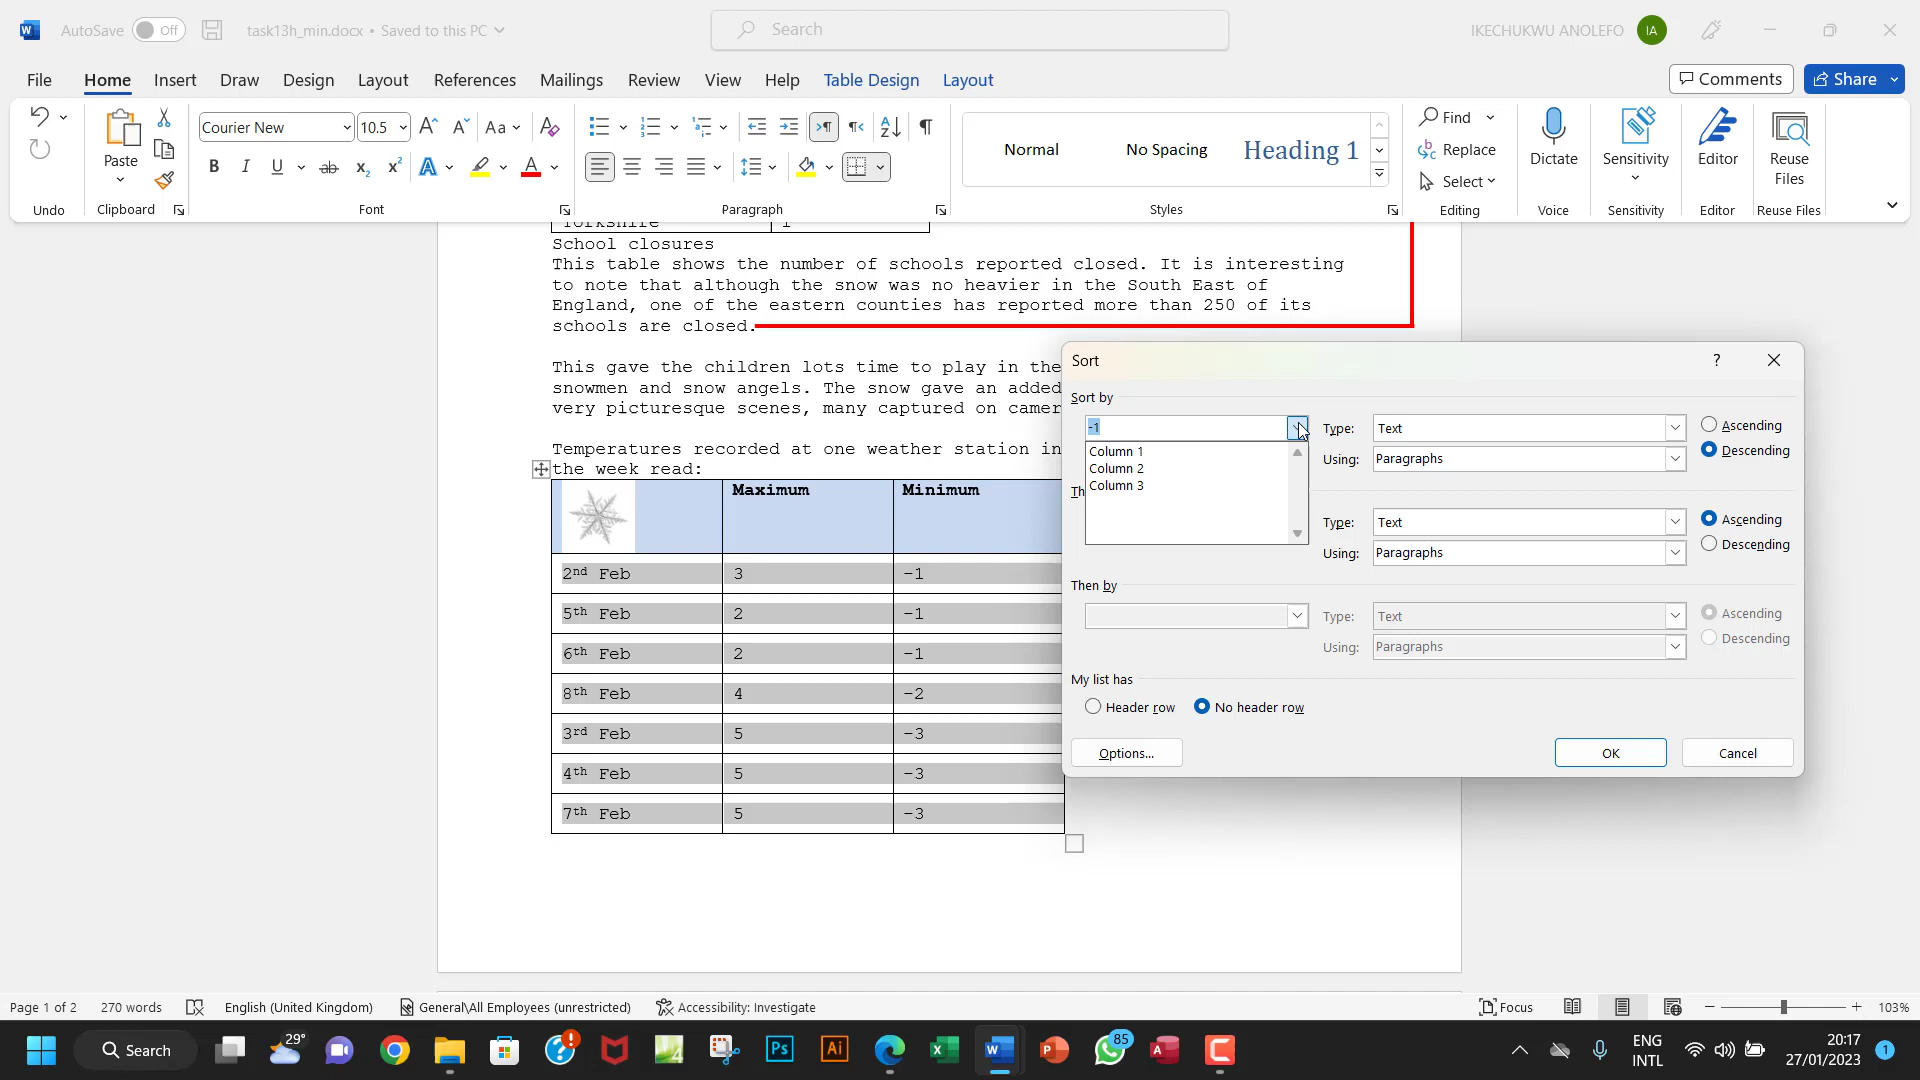 AutoSave Off task13h_min.docx • Saved to this PC Search IKECHUKWU ANOLEFO IA
File Home Insert Draw Design Layout References Mailings Review View Help Table Design Layout Comments Share
Paste Courier New 10.5 Aa Normal No Spacing Heading 1 Find Replace Select Dictate Sensitivity Editor Reuse Files
Undo Clipboard Font Paragraph Styles Editing Voice Sensitivity Editor Reuse Files
Yorkshire 1
School closures
This table shows the number of schools reported closed. It is interesting
to note that although the snow was no heavier in the South East of
England, one of the eastern counties has reported more than 250 of its
schools are closed.
This gave the children lots time to play in the
snowmen and snow angels. The snow gave an added
very picturesque scenes, many captured on camer
Temperatures recorded at one weather station in
the week read:
Maximum Minimum
2nd Feb 3 -1
5th Feb 2 -1
6th Feb 2 -1
8th Feb 4 -2
3rd Feb 5 -3
4th Feb 5 -3
7th Feb 5 -3
Sort ?
Sort by
-1 Type: Text Ascending
Column 1
Column 2
Column 3
Using: Paragraphs Descending
Th
Type: Text Ascending
Using: Paragraphs Descending
Then by
Type: Text Ascending
Using: Paragraphs Descending
My list has
Header row No header row
Options... OK Cancel
Page 1 of 2 270 words English (United Kingdom) General\All Employees (unrestricted) Accessibility: Investigate Focus 103%
Search 29° 85 ENG INTL 20:17 27/01/2023 1